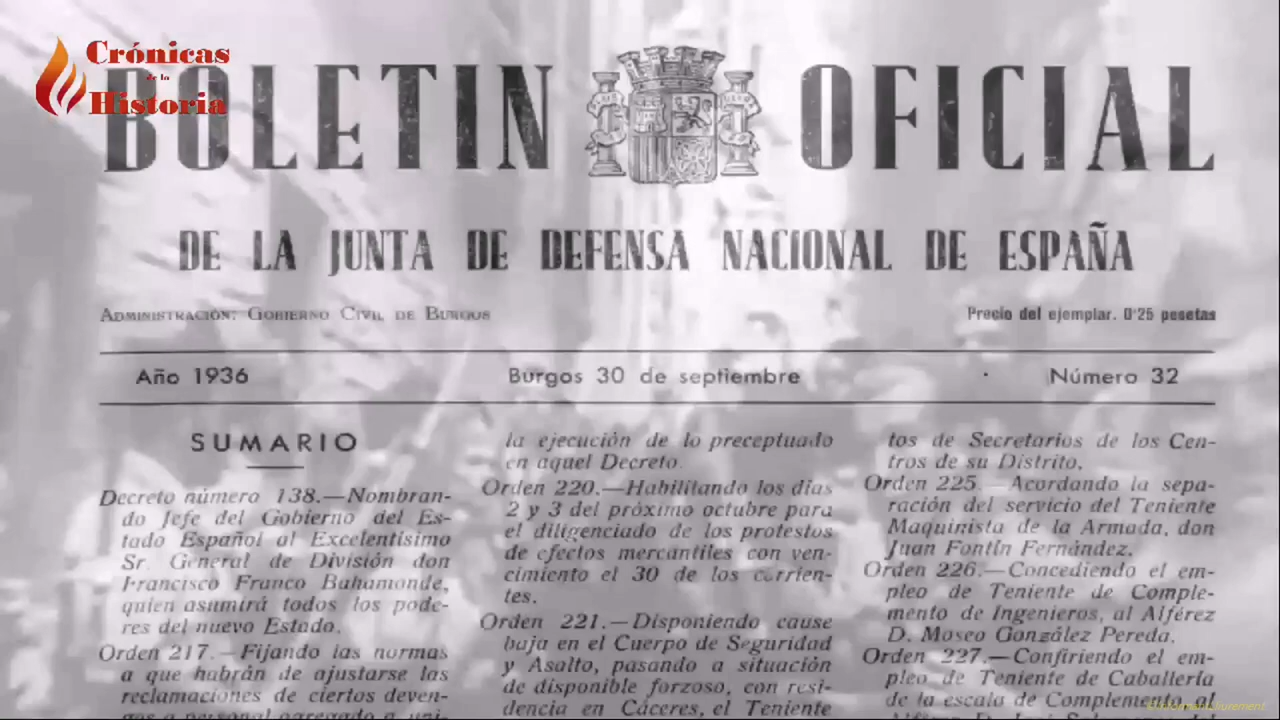 Crónicas
de la
Historia
BOLETIN OFICIAL
DE LA JUNTA DE DEFENSA NACIONAL DE ESPAÑA
ADMINISTRACIÓN: GOBIERNO CIVIL DE BURGOS
Precio del ejemplar. 0'25 pesetas
Año 1936
Burgos 30 de septiembre
Número 32
SUMARIO
Decreto número 138.—Nombran-
do Jefe del Gobierno del Es-
tado Español al Excelentísimo
Sr. General de División don
Francisco Franco Bahamonde,
quien asumirá todos los pode-
res del nuevo Estado.
Orden 217.—Fijando las normas
a que habrán de ajustarse las
reclamaciones de ciertos deven-
gos a personal agregado a uni-
la ejecución de lo preceptuado
en aquel Decreto.
Orden 220.—Habilitando los días
2 y 3 del próximo octubre para
el diligenciado de los protestos
de efectos mercantiles con ven-
cimiento el 30 de los corrien-
tes.
Orden 221.—Disponiendo cause
baja en el Cuerpo de Seguridad
y Asalto, pasando a situación
de disponible forzoso, con resi-
dencia en Cáceres, el Teniente
tos de Secretarios de los Cen-
tros de su Distrito.
Orden 225.—Acordando la sepa-
ración del servicio del Teniente
Maquinista de la Armada, don
Juan Fontín Fernández.
Orden 226.—Concediendo el em-
pleo de Teniente de Comple-
mento de Ingenieros, al Alférez
D. Moseo González Pereda.
Orden 227.—Confiriendo el em-
pleo de Teniente de Caballería
de la escala de Complemento, al